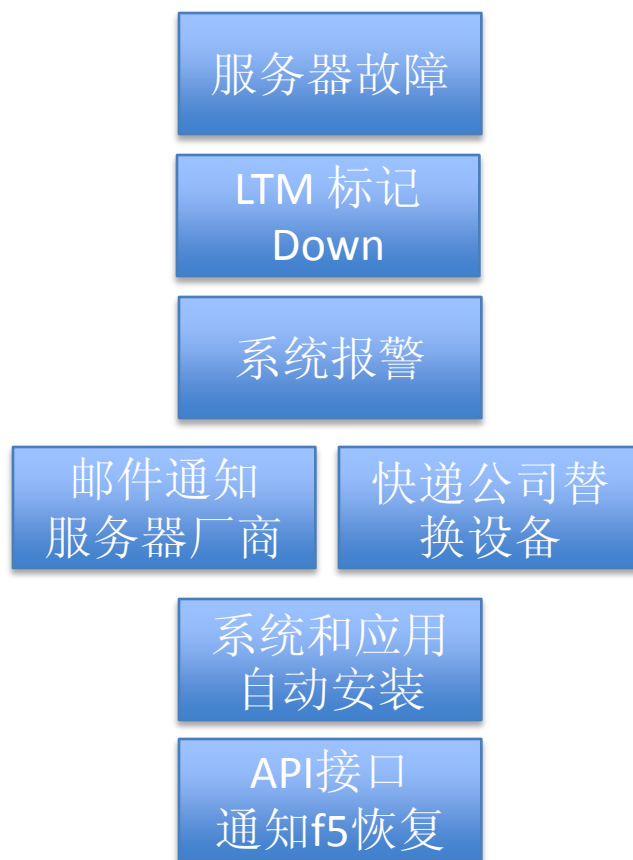 服务器故障
LTM 标记
Down
系统报警
邮件通知
服务器厂商
快递公司替
换设备
系统和应用
自动安装
API接口
通知f5恢复